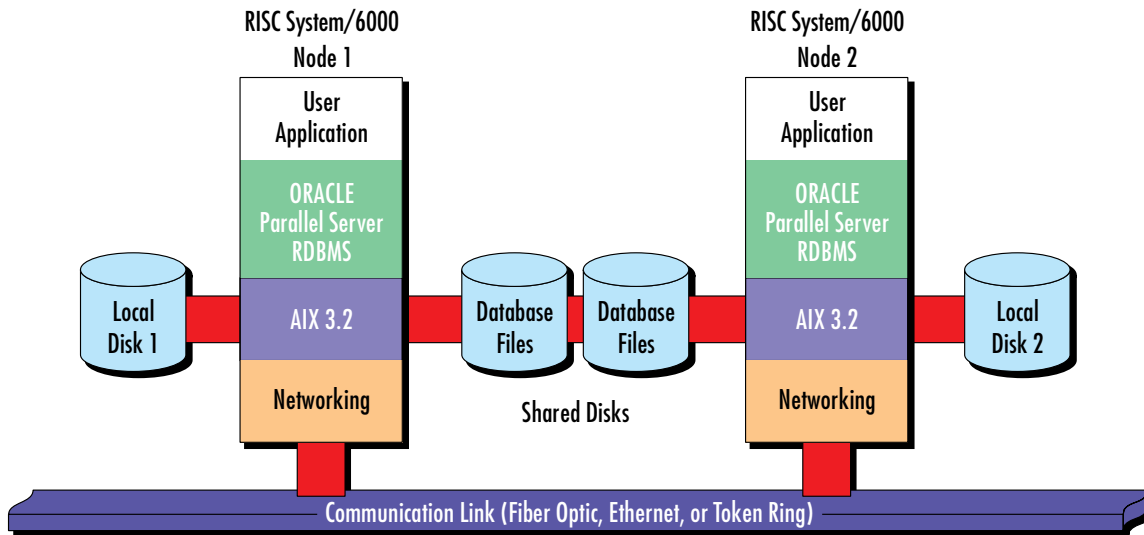 RISC System/6000
Node 1
RISC System/6000
Node 2
User
Application
ORACLE
Parallel Server
RDBMS
AIX 3.2
Networking
User
Application
ORACLE
Parallel Server
RDBMS
AIX 3.2
Networking
Local
Disk 1
Database
Files
Database
Files
Local
Disk 2
Shared Disks
Communication Link (Fiber Optic, Ethernet, or Token Ring)